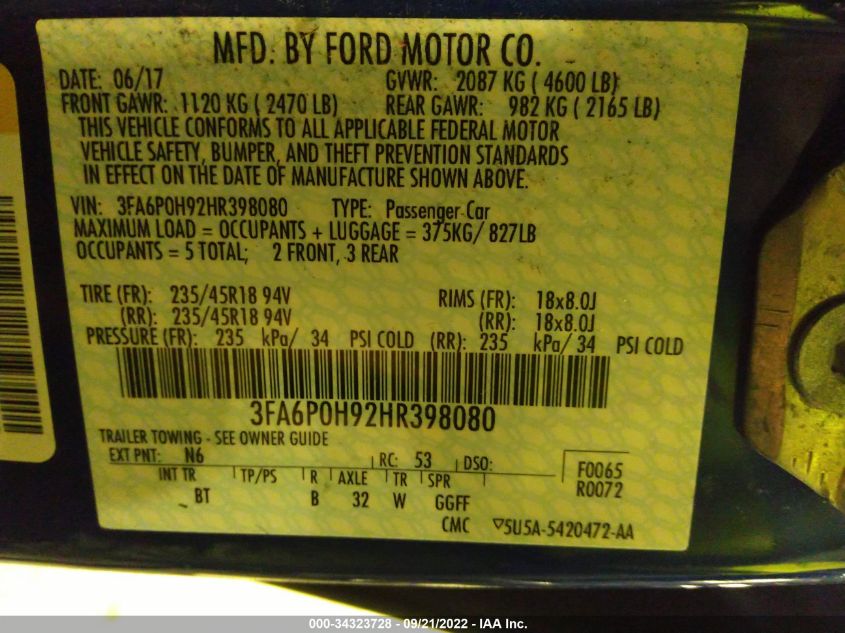 MFD. BY FORD MOTOR CO.
DATE: 06/17 GVWR: 2087 KG ( 4600 LB)
FRONT GAWR: 1120 KG ( 2470 LB) REAR GAWR: 982 KG ( 2165 LB)
THIS VEHICLE CONFORMS TO ALL APPLICABLE FEDERAL MOTOR
VEHICLE SAFETY, BUMPER, AND THEFT PREVENTION STANDARDS
IN EFFECT ON THE DATE OF MANUFACTURE SHOWN ABOVE.
VIN: 3FA6P0H92HR398080 TYPE: Passenger Car
MAXIMUM LOAD = OCCUPANTS + LUGGAGE = 375KG/ 827LB
OCCUPANTS = 5 TOTAL; 2 FRONT, 3 REAR
TIRE (FR): 235/45R18 94V RIMS (FR): 18x8.0J
(RR): 235/45R18 94V (RR): 18x8.0J
PRESSURE (FR): 235 kPa/ 34 PSI COLD (RR): 235 kPa/ 34 PSI COLD
3FA6P0H92HR398080
TRAILER TOWING - SEE OWNER GUIDE
EXT PNT: N6 RC: 53 DSO: F0065
INT TR TP/PS R AXLE TR SPR R0072
BT B 32 W GGFF
CMC ▽5U5A-5420472-AA
000-34323728 - 09/21/2022 - IAA Inc.